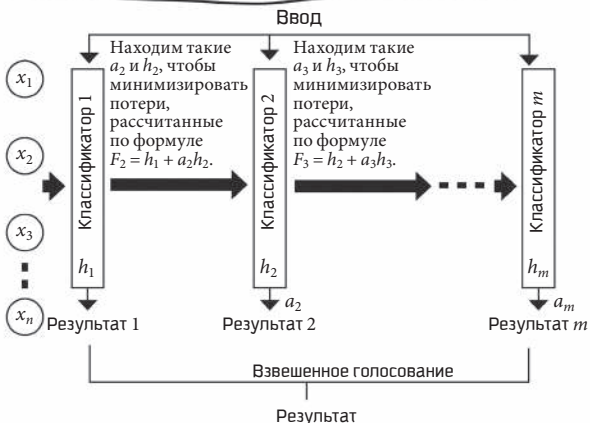 Ввод
Находим такие
a₂ и h₂, чтобы
минимизировать
потери,
рассчитанные
по формуле
F₂ = h₁ + a₂h₂.
Находим такие
a₃ и h₃, чтобы
минимизировать
потери,
рассчитанные
по формуле
F₃ = h₂ + a₃h₃.
x₁
x₂
x₃
xₙ
Классификатор 1
h₁
Классификатор 2
h₂
Классификатор m
hₘ
a₂
aₘ
Результат 1
Результат 2
Результат m
Взвешенное голосование
Результат